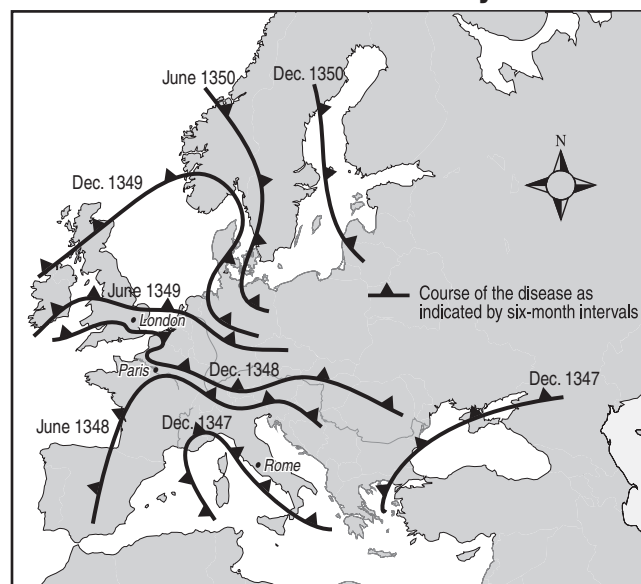 June 1350
Dec. 1350
N
Dec. 1349
June 1349
London
Course of the disease as
indicated by six-month intervals
Paris
Dec. 1348
Dec. 1347
June 1348
Dec. 1347
Rome